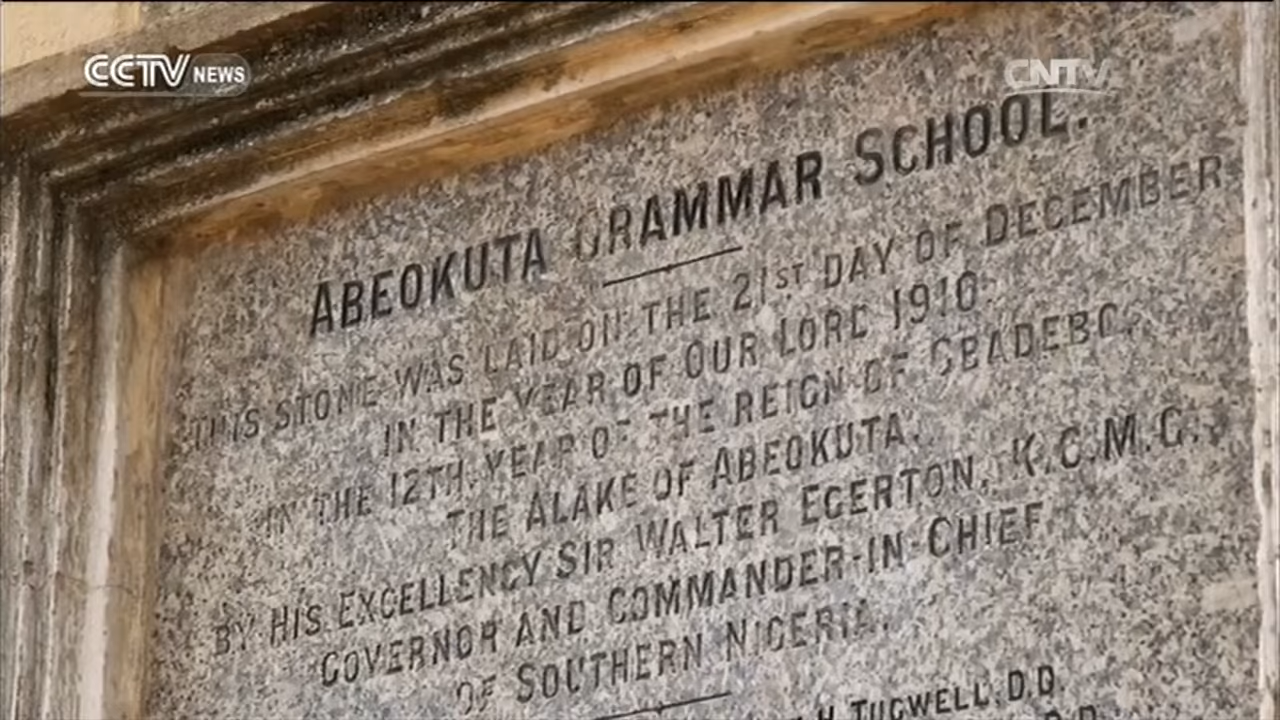 CCTV NEWS
CNTV
ABEOKUTA GRAMMAR SCHOOL.
THIS STONE WAS LAID ON THE 21ST DAY OF DECEMBER
IN THE YEAR OF OUR LORD 1910
IN THE 12TH. YEAR OF THE REIGN OF GBADEBO,
THE ALAKE OF ABEOKUTA.
BY HIS EXCELLENCY SIR WALTER EGERTON, K.C.M.G.,
GOVERNOR AND COMMANDER-IN-CHIEF
OF SOUTHERN NIGERIA.
H TUGWELL, D.D.
D.D.